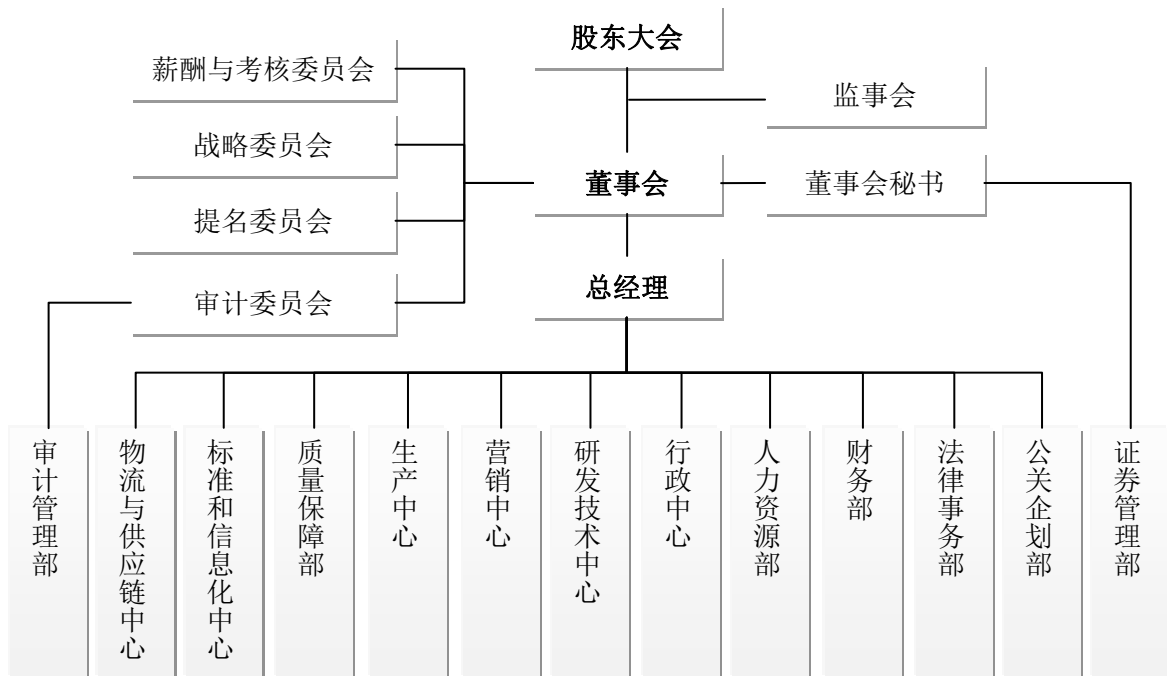 股东大会
薪酬与考核委员会
监事会
战略委员会
董事会
董事会秘书
提名委员会
总经理
审计委员会
审计管理部
物流与供应链中心
标准和信息化中心
质量保障部
生产中心
营销中心
研发技术中心
行政中心
人力资源部
财务部
法律事务部
公关企划部
证券管理部